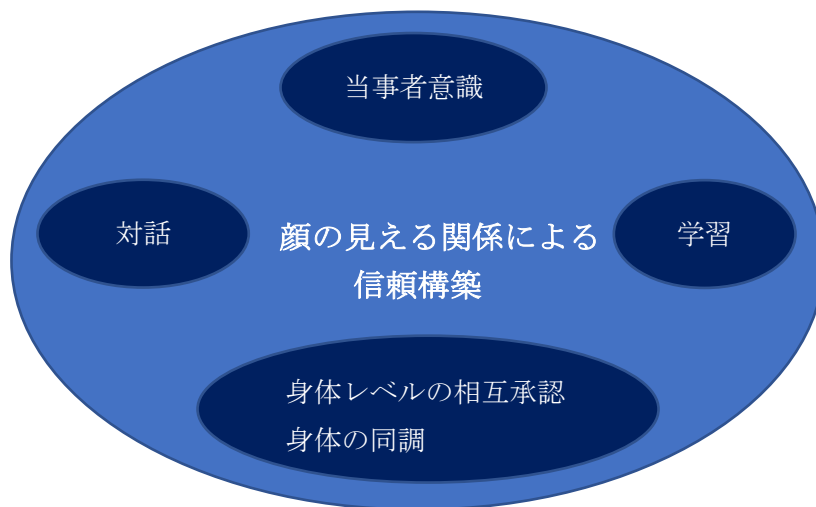 当事者意識
対話
顔の見える関係による
信頼構築
学習
身体レベルの相互承認
身体の同調